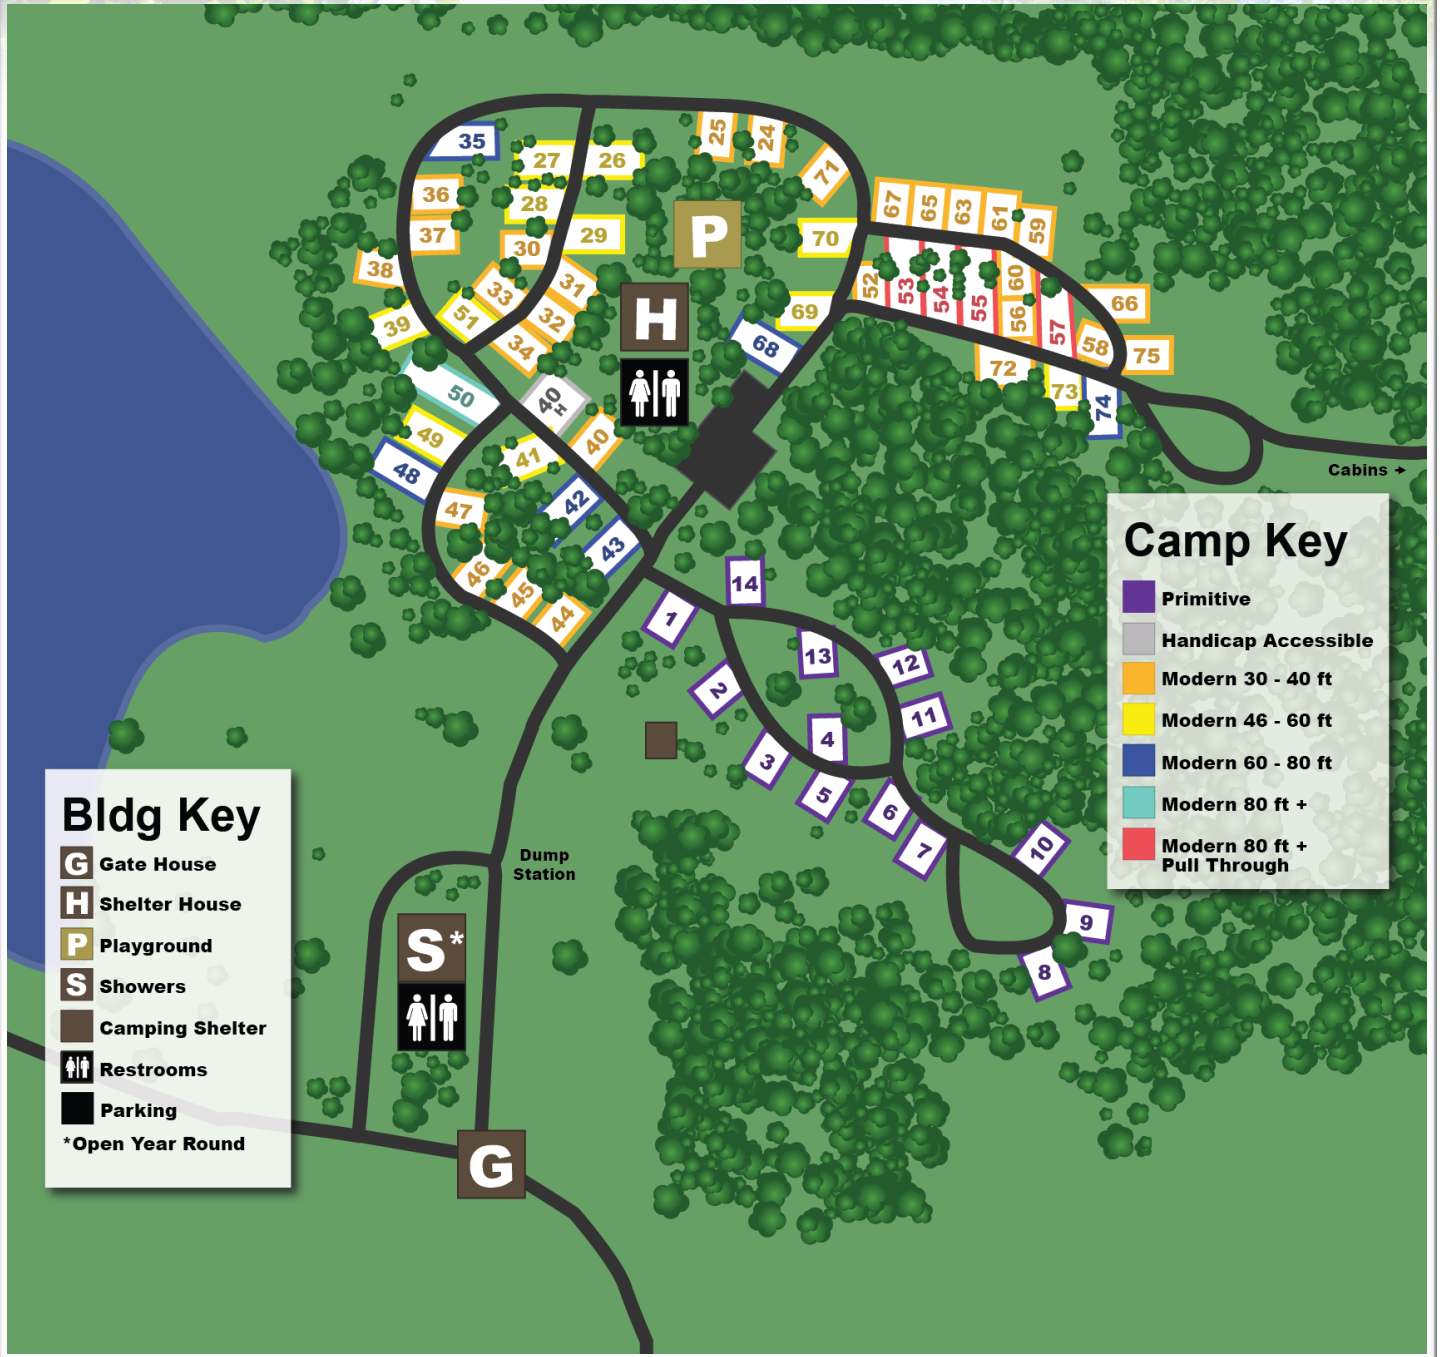 35
27
26
25
24
71
36
28
37
30
29
P
70
67
65
63
61
59
38
33
31
52
53
54
55
60
56
57
66
39
51
32
34
H
69
68
58
75
72
73
74
50
40
H
40
49
41
48
42
47
43
46
45
44
Cabins →
14
1
13
12
2
11
4
3
5
6
7
10
9
8
Camp Key
Primitive
Handicap Accessible
Modern 30 - 40 ft
Modern 46 - 60 ft
Modern 60 - 80 ft
Modern 80 ft +
Modern 80 ft +
Pull Through
Dump
Station
S*
G
Bldg Key
G Gate House
H Shelter House
P Playground
S Showers
Camping Shelter
Restrooms
Parking
*Open Year Round